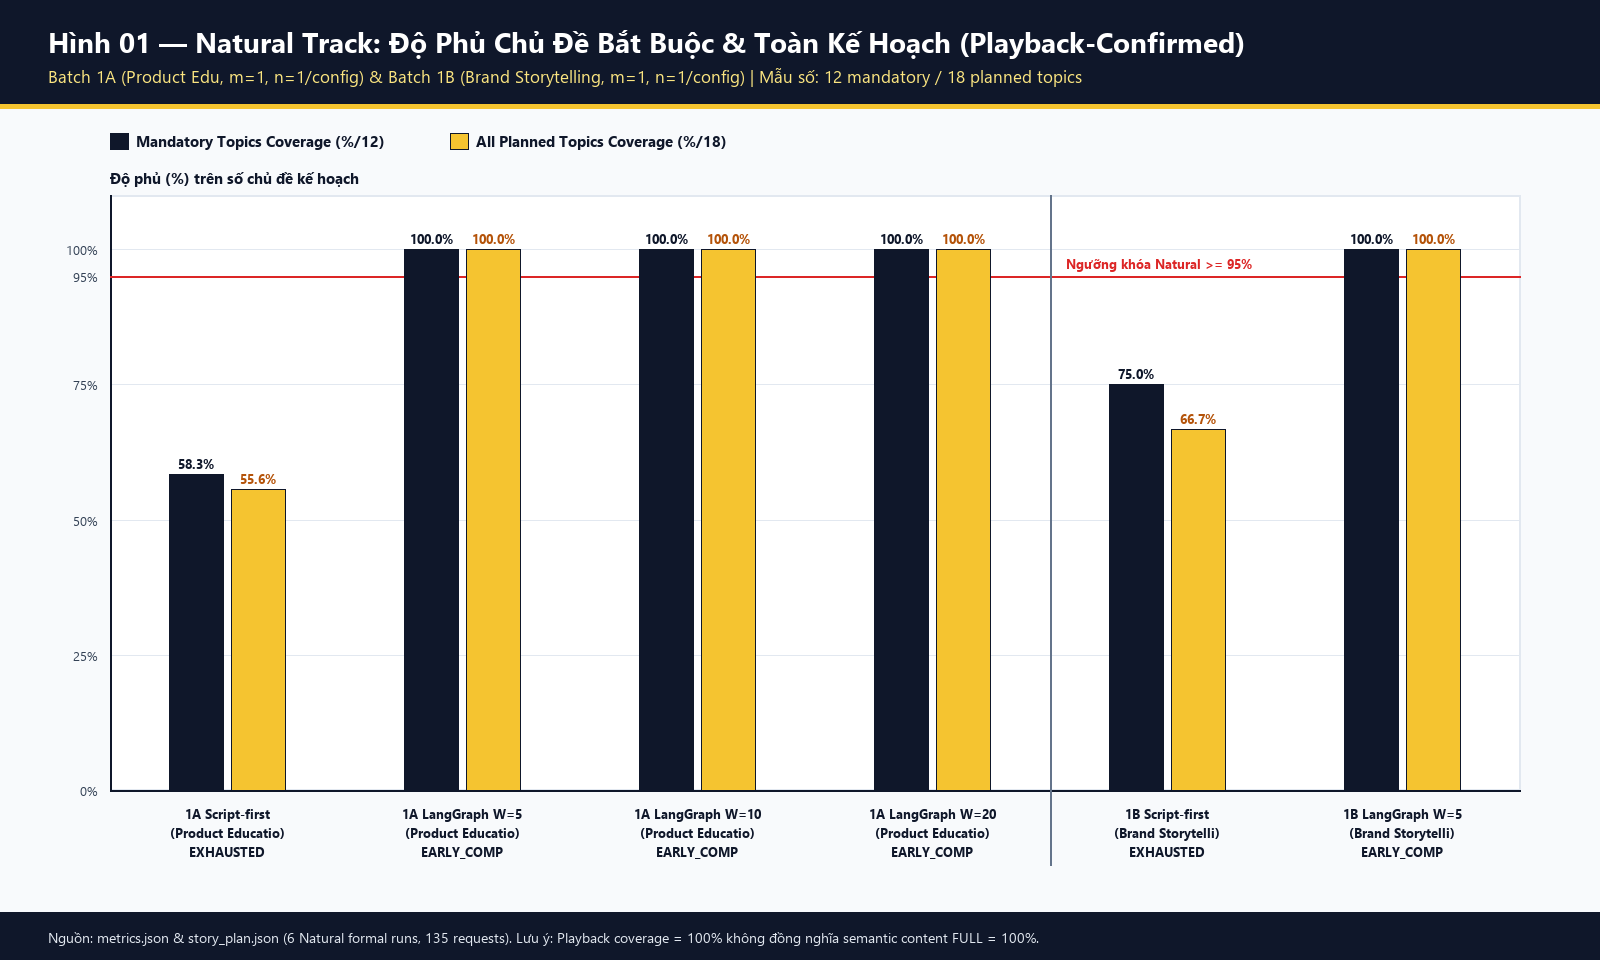 Hình 01 — Natural Track: Độ Phủ Chủ Đề Bắt Buộc & Toàn Kế Hoạch (Playback-Confirmed)
Batch 1A (Product Edu, m=1, n=1/config) & Batch 1B (Brand Storytelling, m=1, n=1/config) | Mẫu số: 12 mandatory / 18 planned topics
Mandatory Topics Coverage (%/12)
All Planned Topics Coverage (%/18)
Độ phủ (%) trên số chủ đề kế hoạch
100%
95%
75%
50%
25%
0%
58.3%
55.6%
100.0%
100.0%
100.0%
100.0%
100.0%
100.0%
Ngưỡng khóa Natural >= 95%
75.0%
66.7%
100.0%
100.0%
1A Script-first
(Product Educatio)
EXHAUSTED
1A LangGraph W=5
(Product Educatio)
EARLY_COMP
1A LangGraph W=10
(Product Educatio)
EARLY_COMP
1A LangGraph W=20
(Product Educatio)
EARLY_COMP
1B Script-first
(Brand Storytelli)
EXHAUSTED
1B LangGraph W=5
(Brand Storytelli)
EARLY_COMP
Nguồn: metrics.json & story_plan.json (6 Natural formal runs, 135 requests). Lưu ý: Playback coverage = 100% không đồng nghĩa semantic content FULL = 100%.